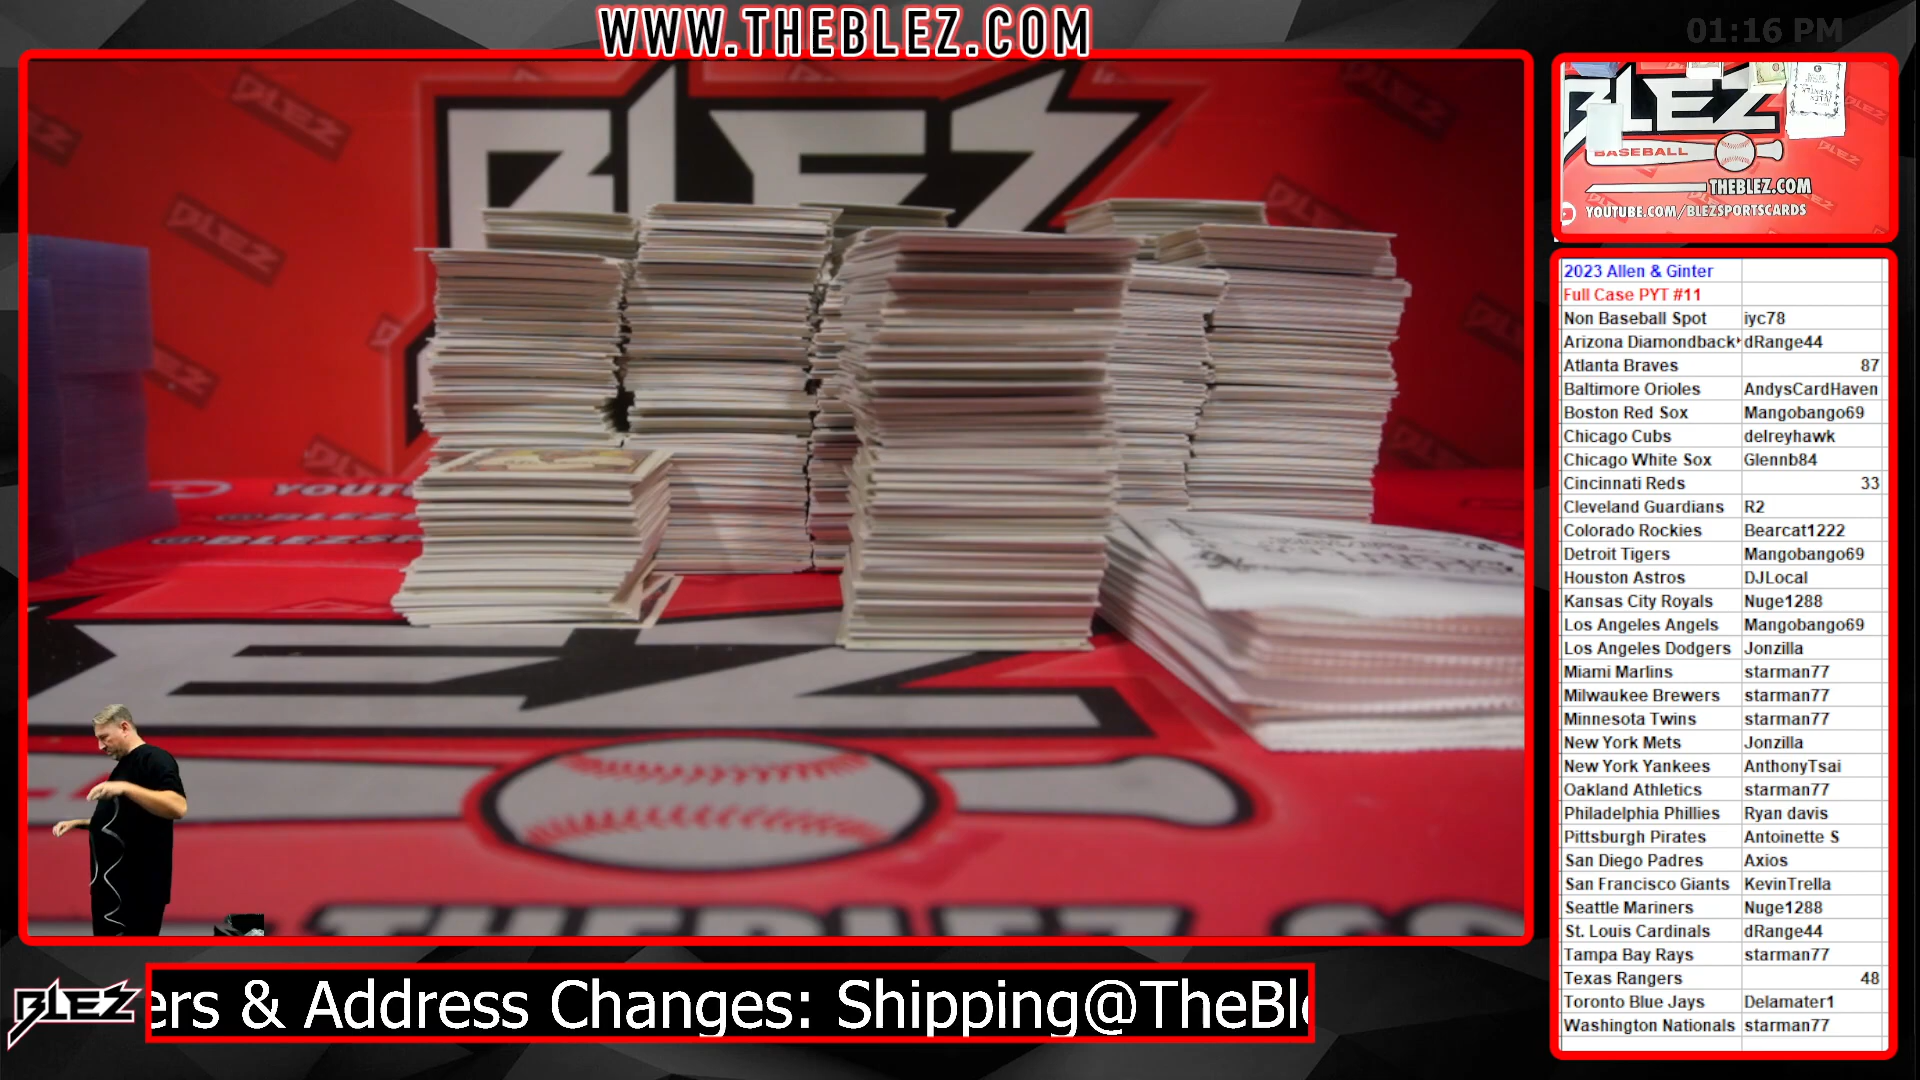 WWW.THEBLEZ.COM
01:16 PM
BLEZ
BLEZ
BASEBALL
THEBLEZ.COM
YOUTUBE.COM/BLEZSPORTSCARDS
2023 Allen & Ginter
Full Case PYT #11
Non Baseball Spot iyc78
Arizona Diamondback dRange44
Atlanta Braves 87
Baltimore Orioles AndysCardHaven
Boston Red Sox Mangobango69
Chicago Cubs delreyhawk
Chicago White Sox Glennb84
Cincinnati Reds 33
Cleveland Guardians R2
Colorado Rockies Bearcat1222
Detroit Tigers Mangobango69
Houston Astros DJLocal
Kansas City Royals Nuge1288
Los Angeles Angels Mangobango69
Los Angeles Dodgers Jonzilla
Miami Marlins starman77
Milwaukee Brewers starman77
Minnesota Twins starman77
New York Mets Jonzilla
New York Yankees AnthonyTsai
Oakland Athletics starman77
Philadelphia Phillies Ryan davis
Pittsburgh Pirates Antoinette S
San Diego Padres Axios
San Francisco Giants KevinTrella
Seattle Mariners Nuge1288
St. Louis Cardinals dRange44
Tampa Bay Rays starman77
Texas Rangers 48
Toronto Blue Jays Delamater1
Washington Nationals starman77
BLEZ
ers & Address Changes: Shipping@TheBle